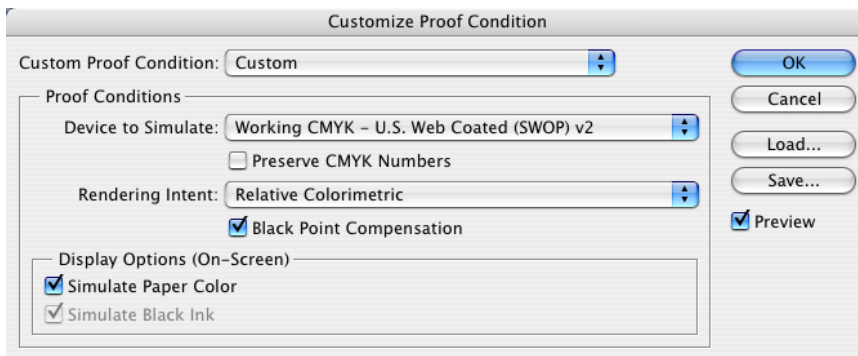 Customize Proof Condition
Custom Proof Condition: Custom
OK
Proof Conditions
Cancel
Device to Simulate: Working CMYK – U.S. Web Coated (SWOP) v2
Load...
Preserve CMYK Numbers
Save...
Rendering Intent: Relative Colorimetric
Preview
Black Point Compensation
Display Options (On-Screen)
Simulate Paper Color
Simulate Black Ink